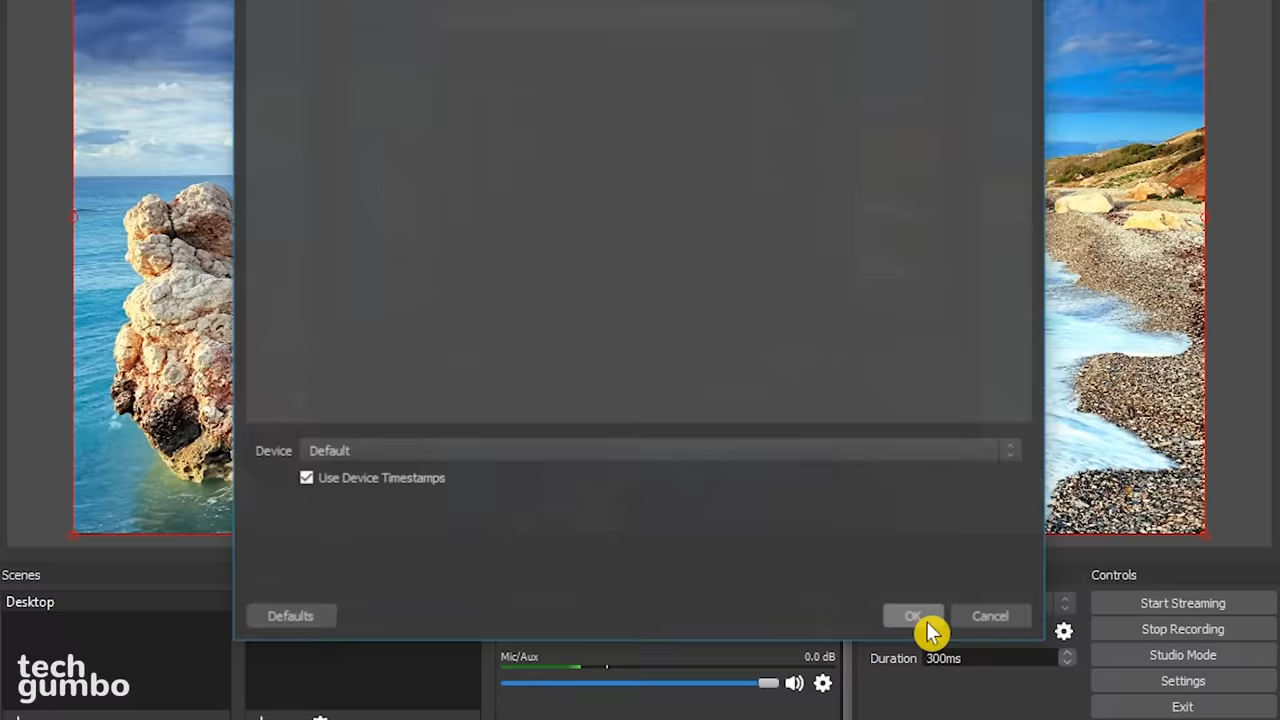 Device Default
Use Device Timestamps
Scenes
Controls
Desktop
Start Streaming
Defaults
OK
Cancel
Stop Recording
Mic/Aux 0.0 dB
Duration 300ms
Studio Mode
Settings
Exit
tech
gumbo